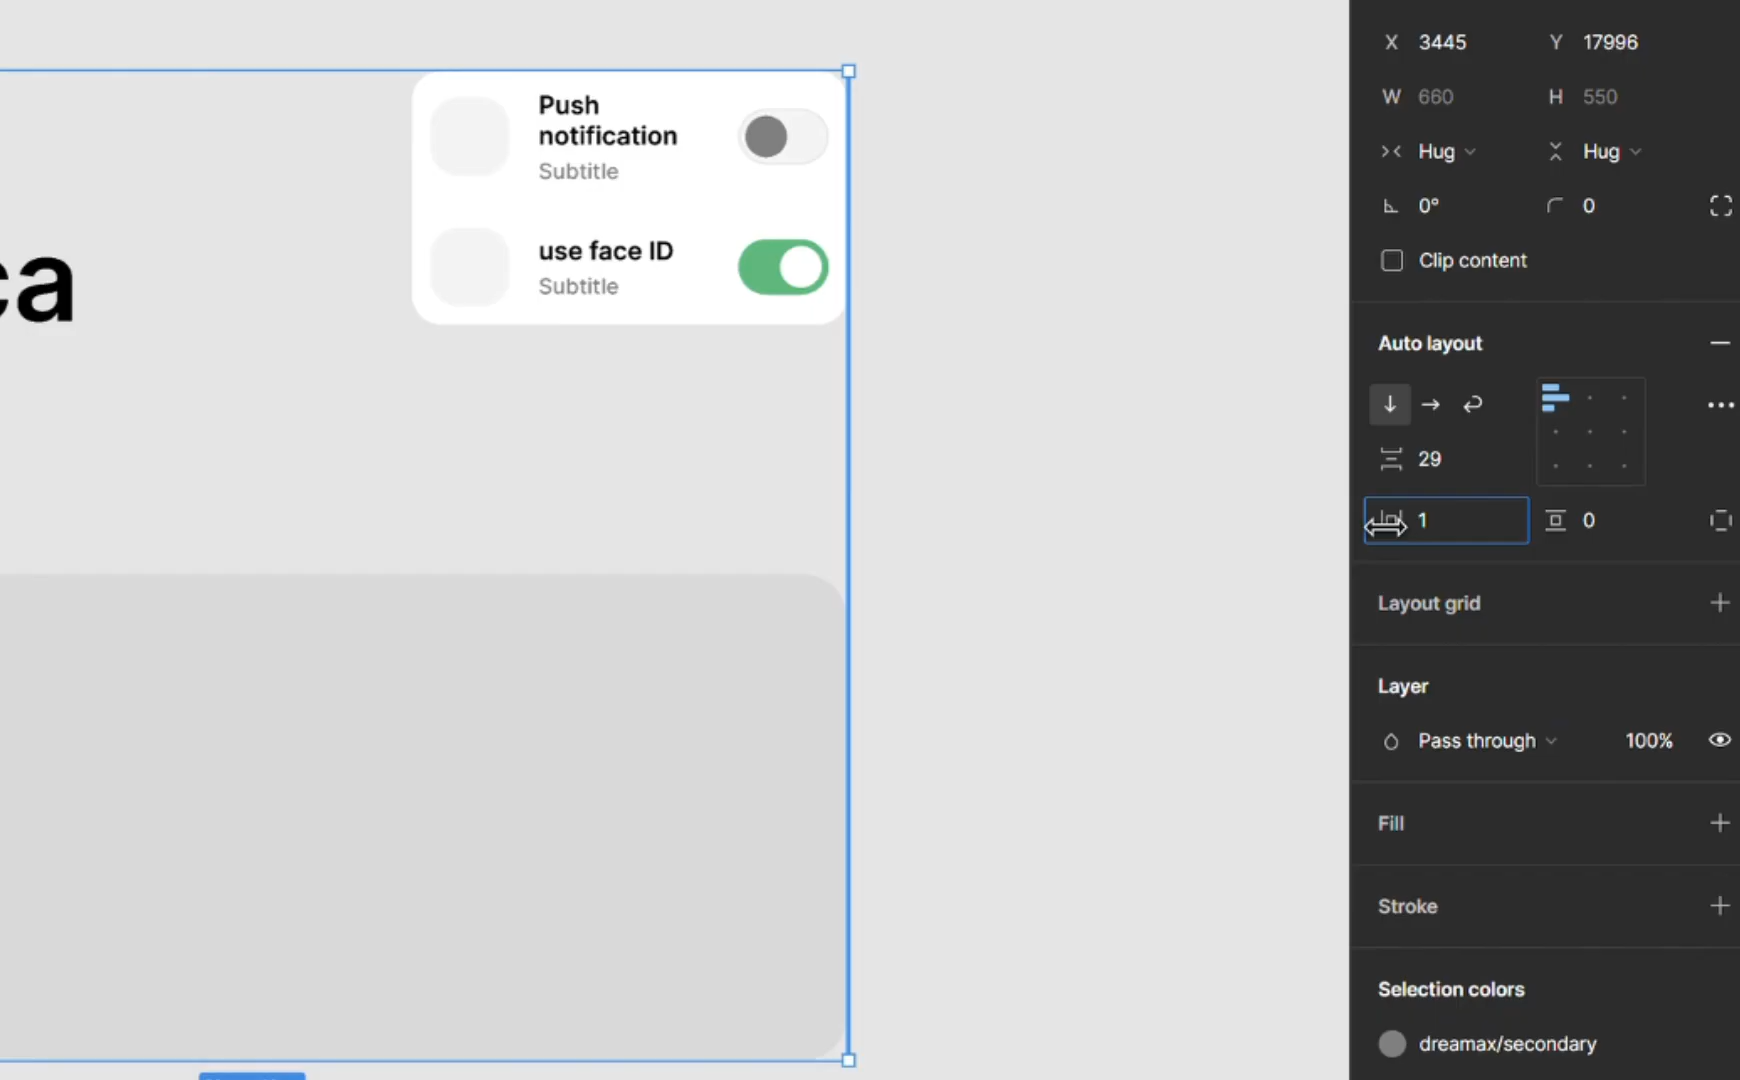 Push
notification
Subtitle
use face ID
Subtitle
ca
X 3445 Y 17996
W 660 H 550
Hug Hug
0° 0
Clip content
Auto layout
29
1 0
Layout grid
Layer
Pass through 100%
Fill
Stroke
Selection colors
dreamax/secondary